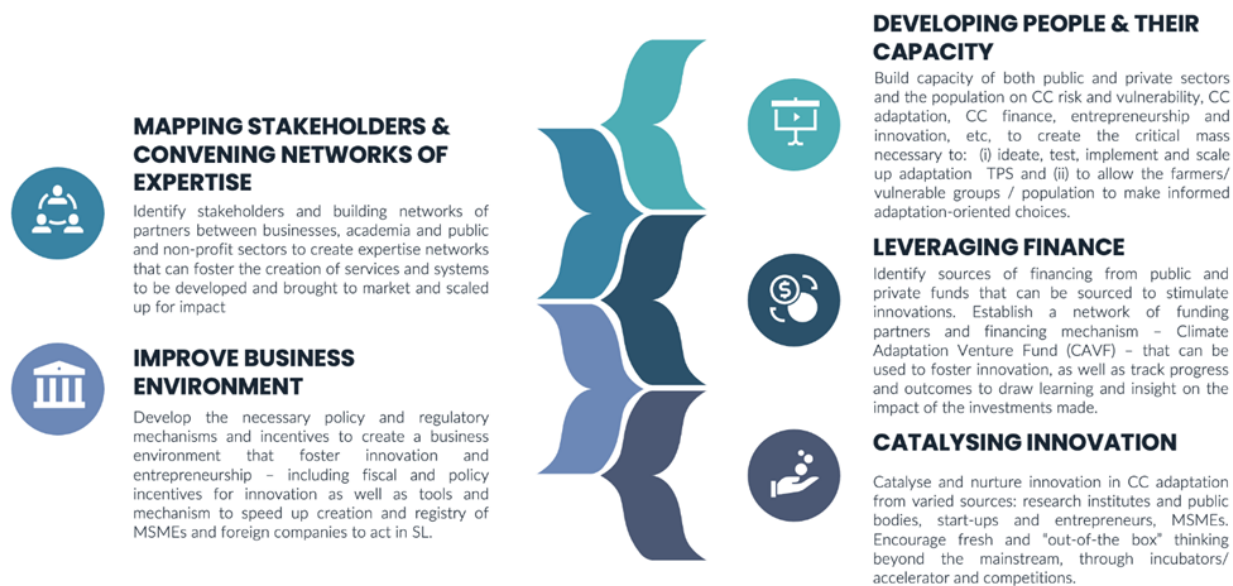 MAPPING STAKEHOLDERS &
CONVENING NETWORKS OF
EXPERTISE
Identify stakeholders and building networks of
partners between businesses, academia and public
and non-profit sectors to create expertise networks
that can foster the creation of services and systems
to be developed and brought to market and scaled
up for impact
IMPROVE BUSINESS
ENVIRONMENT
Develop the necessary policy and regulatory
mechanisms and incentives to create a business
environment that foster innovation and
entrepreneurship – including fiscal and policy
incentives for innovation as well as tools and
mechanism to speed up creation and registry of
MSMEs and foreign companies to act in SL.
DEVELOPING PEOPLE & THEIR
CAPACITY
Build capacity of both public and private sectors
and the population on CC risk and vulnerability, CC
adaptation, CC finance, entrepreneurship and
innovation, etc, to create the critical mass
necessary to: (i) ideate, test, implement and scale
up adaptation TPS and (ii) to allow the farmers/
vulnerable groups / population to make informed
adaptation-oriented choices.
LEVERAGING FINANCE
Identify sources of financing from public and
private funds that can be sourced to stimulate
innovations. Establish a network of funding
partners and financing mechanism – Climate
Adaptation Venture Fund (CAVF) – that can be
used to foster innovation, as well as track progress
and outcomes to draw learning and insight on the
impact of the investments made.
$
CATALYSING INNOVATION
Catalyse and nurture innovation in CC adaptation
from varied sources: research institutes and public
bodies, start-ups and entrepreneurs, MSMEs.
Encourage fresh and "out-of-the box" thinking
beyond the mainstream, through incubators/
accelerator and competitions.